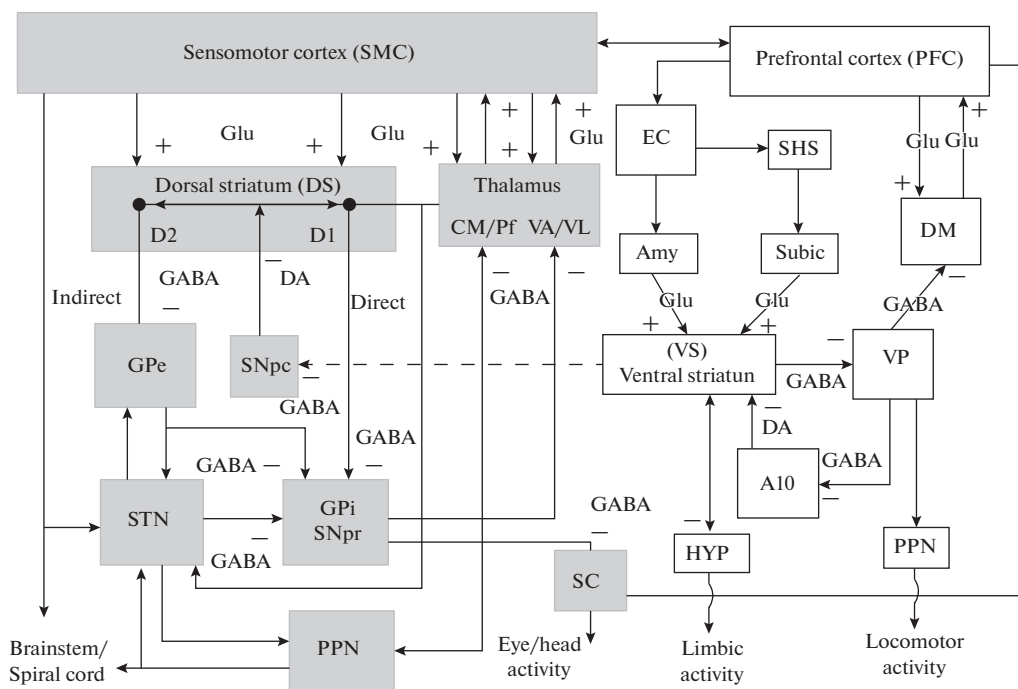 Sensomotor cortex (SMC)
Prefrontal cortex (PFC)
+ Glu + Glu + + + + Glu
EC
SHS
Glu Glu +
Dorsal striatum (DS)
D2 D1
Thalamus
CM/Pf VA/VL
+
DM
Amy
Subic
Indirect
GABA
−
− DA
Direct
− GABA −
Glu Glu
+ +
GABA −
GPe
SNpc
−
GABA
(VS)
Ventral striatun
−
GABA
VP
GABA
−
DA
GABA −
GABA
−
A10
GABA
−
STN
GPi
SNpr
GABA
−
−
GABA
SC
−
HYP
PPN
PPN
Brainstem/
Spiral cord
Eye/head
activity
Limbic
activity
Locomotor
activity